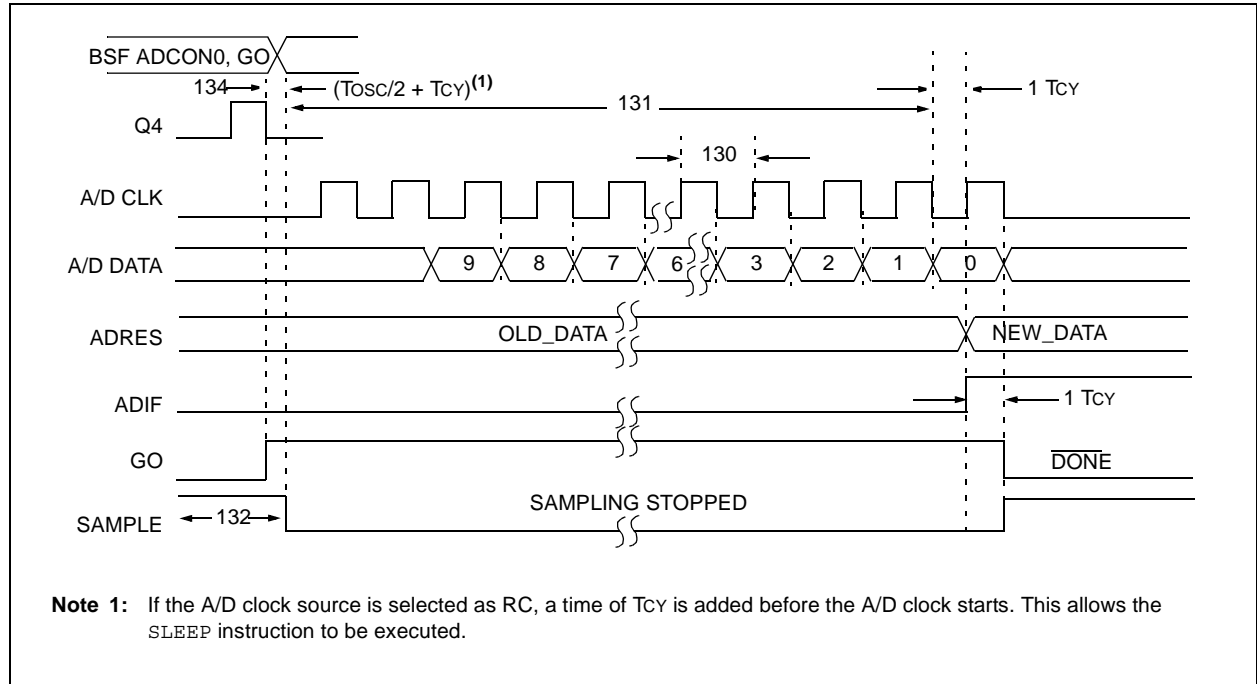 BSF ADCON0, GO
134 (TOSC/2 + TCY)(1) 1 TCY
131
Q4
130
A/D CLK
A/D DATA 9 8 7 6 3 2 1 0
ADRES OLD_DATA NEW_DATA
ADIF 1 TCY
GO DONE
SAMPLING STOPPED
SAMPLE 132
Note 1: If the A/D clock source is selected as RC, a time of TCY is added before the A/D clock starts. This allows the
SLEEP instruction to be executed.